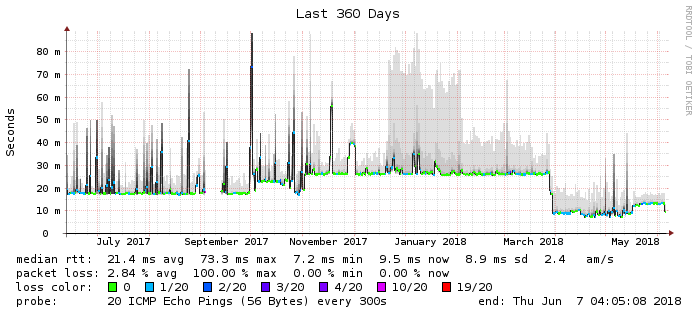 Last 360 Days
RRDTOOL / TOBI OETIKER
Seconds
80 m
70 m
60 m
50 m
40 m
30 m
20 m
10 m
0
July 2017 September 2017 November 2017 January 2018 March 2018 May 2018
median rtt: 21.4 ms avg 73.3 ms max 7.2 ms min 9.5 ms now 8.9 ms sd 2.4 am/s
packet loss: 2.84 % avg 100.00 % max 0.00 % min 0.00 % now
loss color: 0 1/20 2/20 3/20 4/20 10/20 19/20
probe: 20 ICMP Echo Pings (56 Bytes) every 300s end: Thu Jun 7 04:05:08 2018